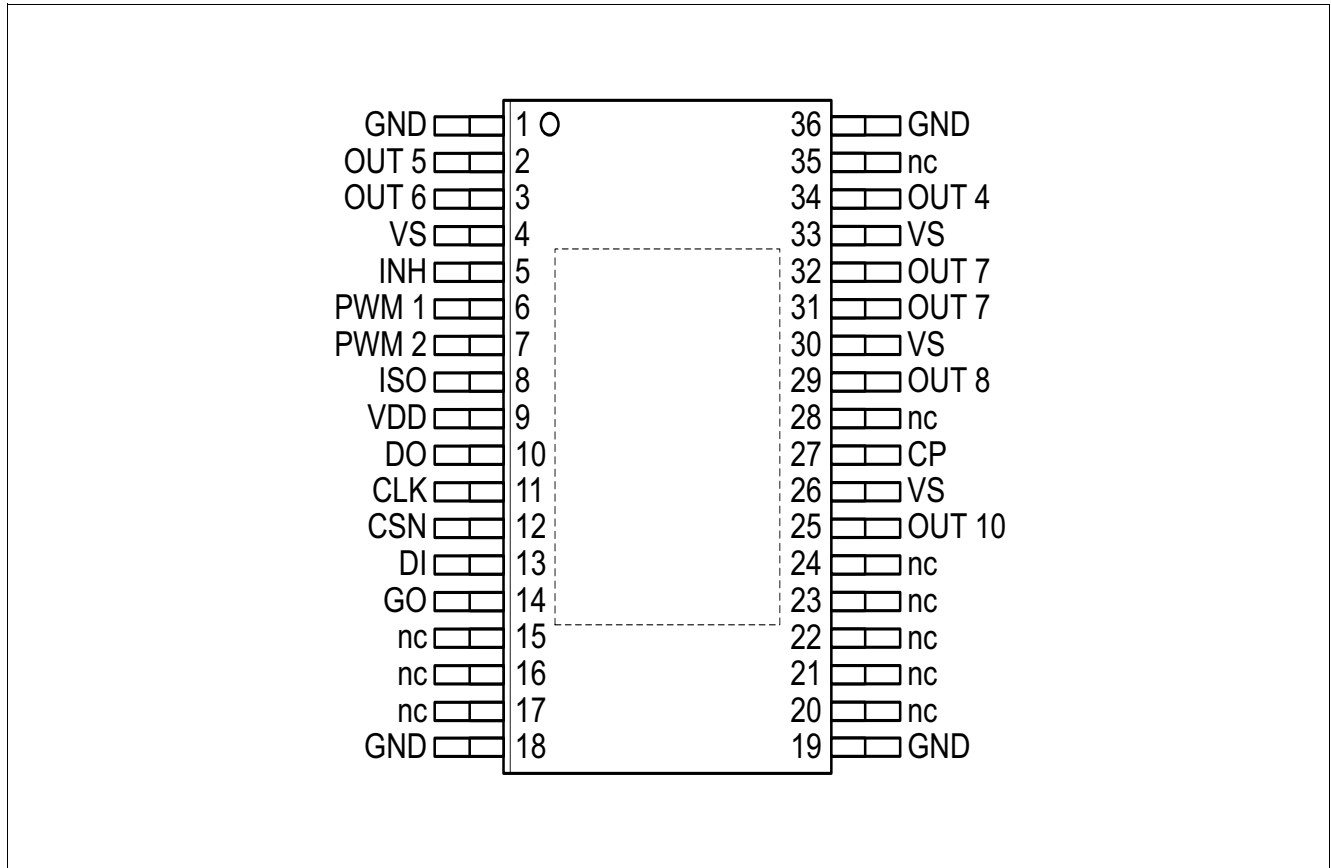 GND 1 36 GND
OUT 5 2 35 nc
OUT 6 3 34 OUT 4
VS 4 33 VS
INH 5 32 OUT 7
PWM 1 6 31 OUT 7
PWM 2 7 30 VS
ISO 8 29 OUT 8
VDD 9 28 nc
DO 10 27 CP
CLK 11 26 VS
CSN 12 25 OUT 10
DI 13 24 nc
GO 14 23 nc
nc 15 22 nc
nc 16 21 nc
nc 17 20 nc
GND 18 19 GND